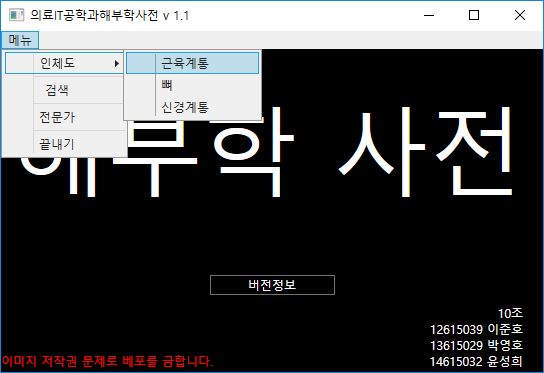 의료IT공학과해부학사전 v 1.1
메뉴
인체도
근육계통
뼈
검색
신경계통
전문가
끝내기
해부학 사전
버전정보
10조
12615039 이준호
13615029 박영호
14615032 윤성희
이미지 저작권 문제로 베포를 금합니다.